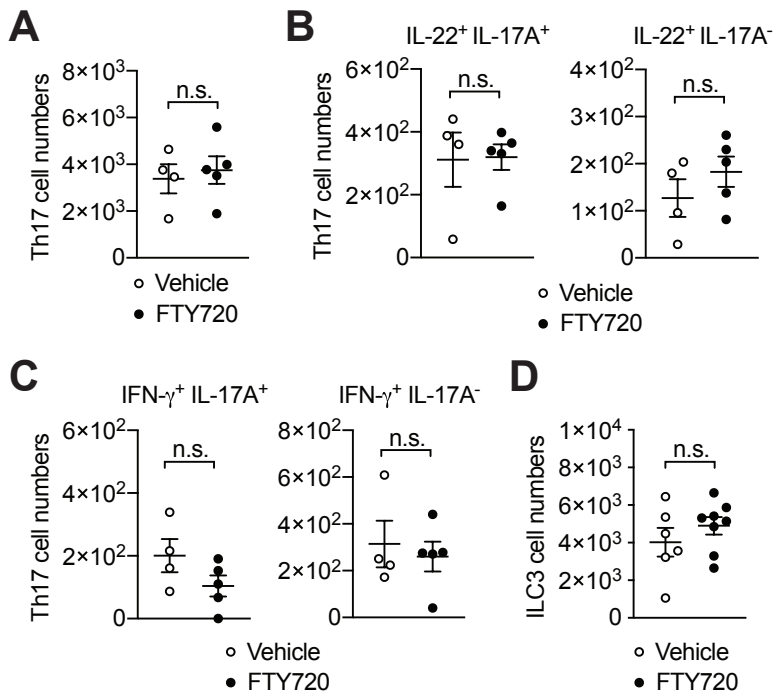 A
Th17 cell numbers
8×10³
6×10³
4×10³
2×10³
0
n.s.
Vehicle
FTY720
B
IL-22⁺ IL-17A⁺
Th17 cell numbers
6×10²
4×10²
2×10²
0
n.s.
IL-22⁺ IL-17A⁻
4×10²
3×10²
2×10²
1×10²
0
n.s.
Vehicle
FTY720
C
IFN-γ⁺ IL-17A⁺
Th17 cell numbers
6×10²
4×10²
2×10²
0
n.s.
IFN-γ⁺ IL-17A⁻
8×10²
6×10²
4×10²
2×10²
0
n.s.
Vehicle
FTY720
D
ILC3 cell numbers
1×10⁴
8×10³
6×10³
4×10³
2×10³
0
n.s.
Vehicle
FTY720